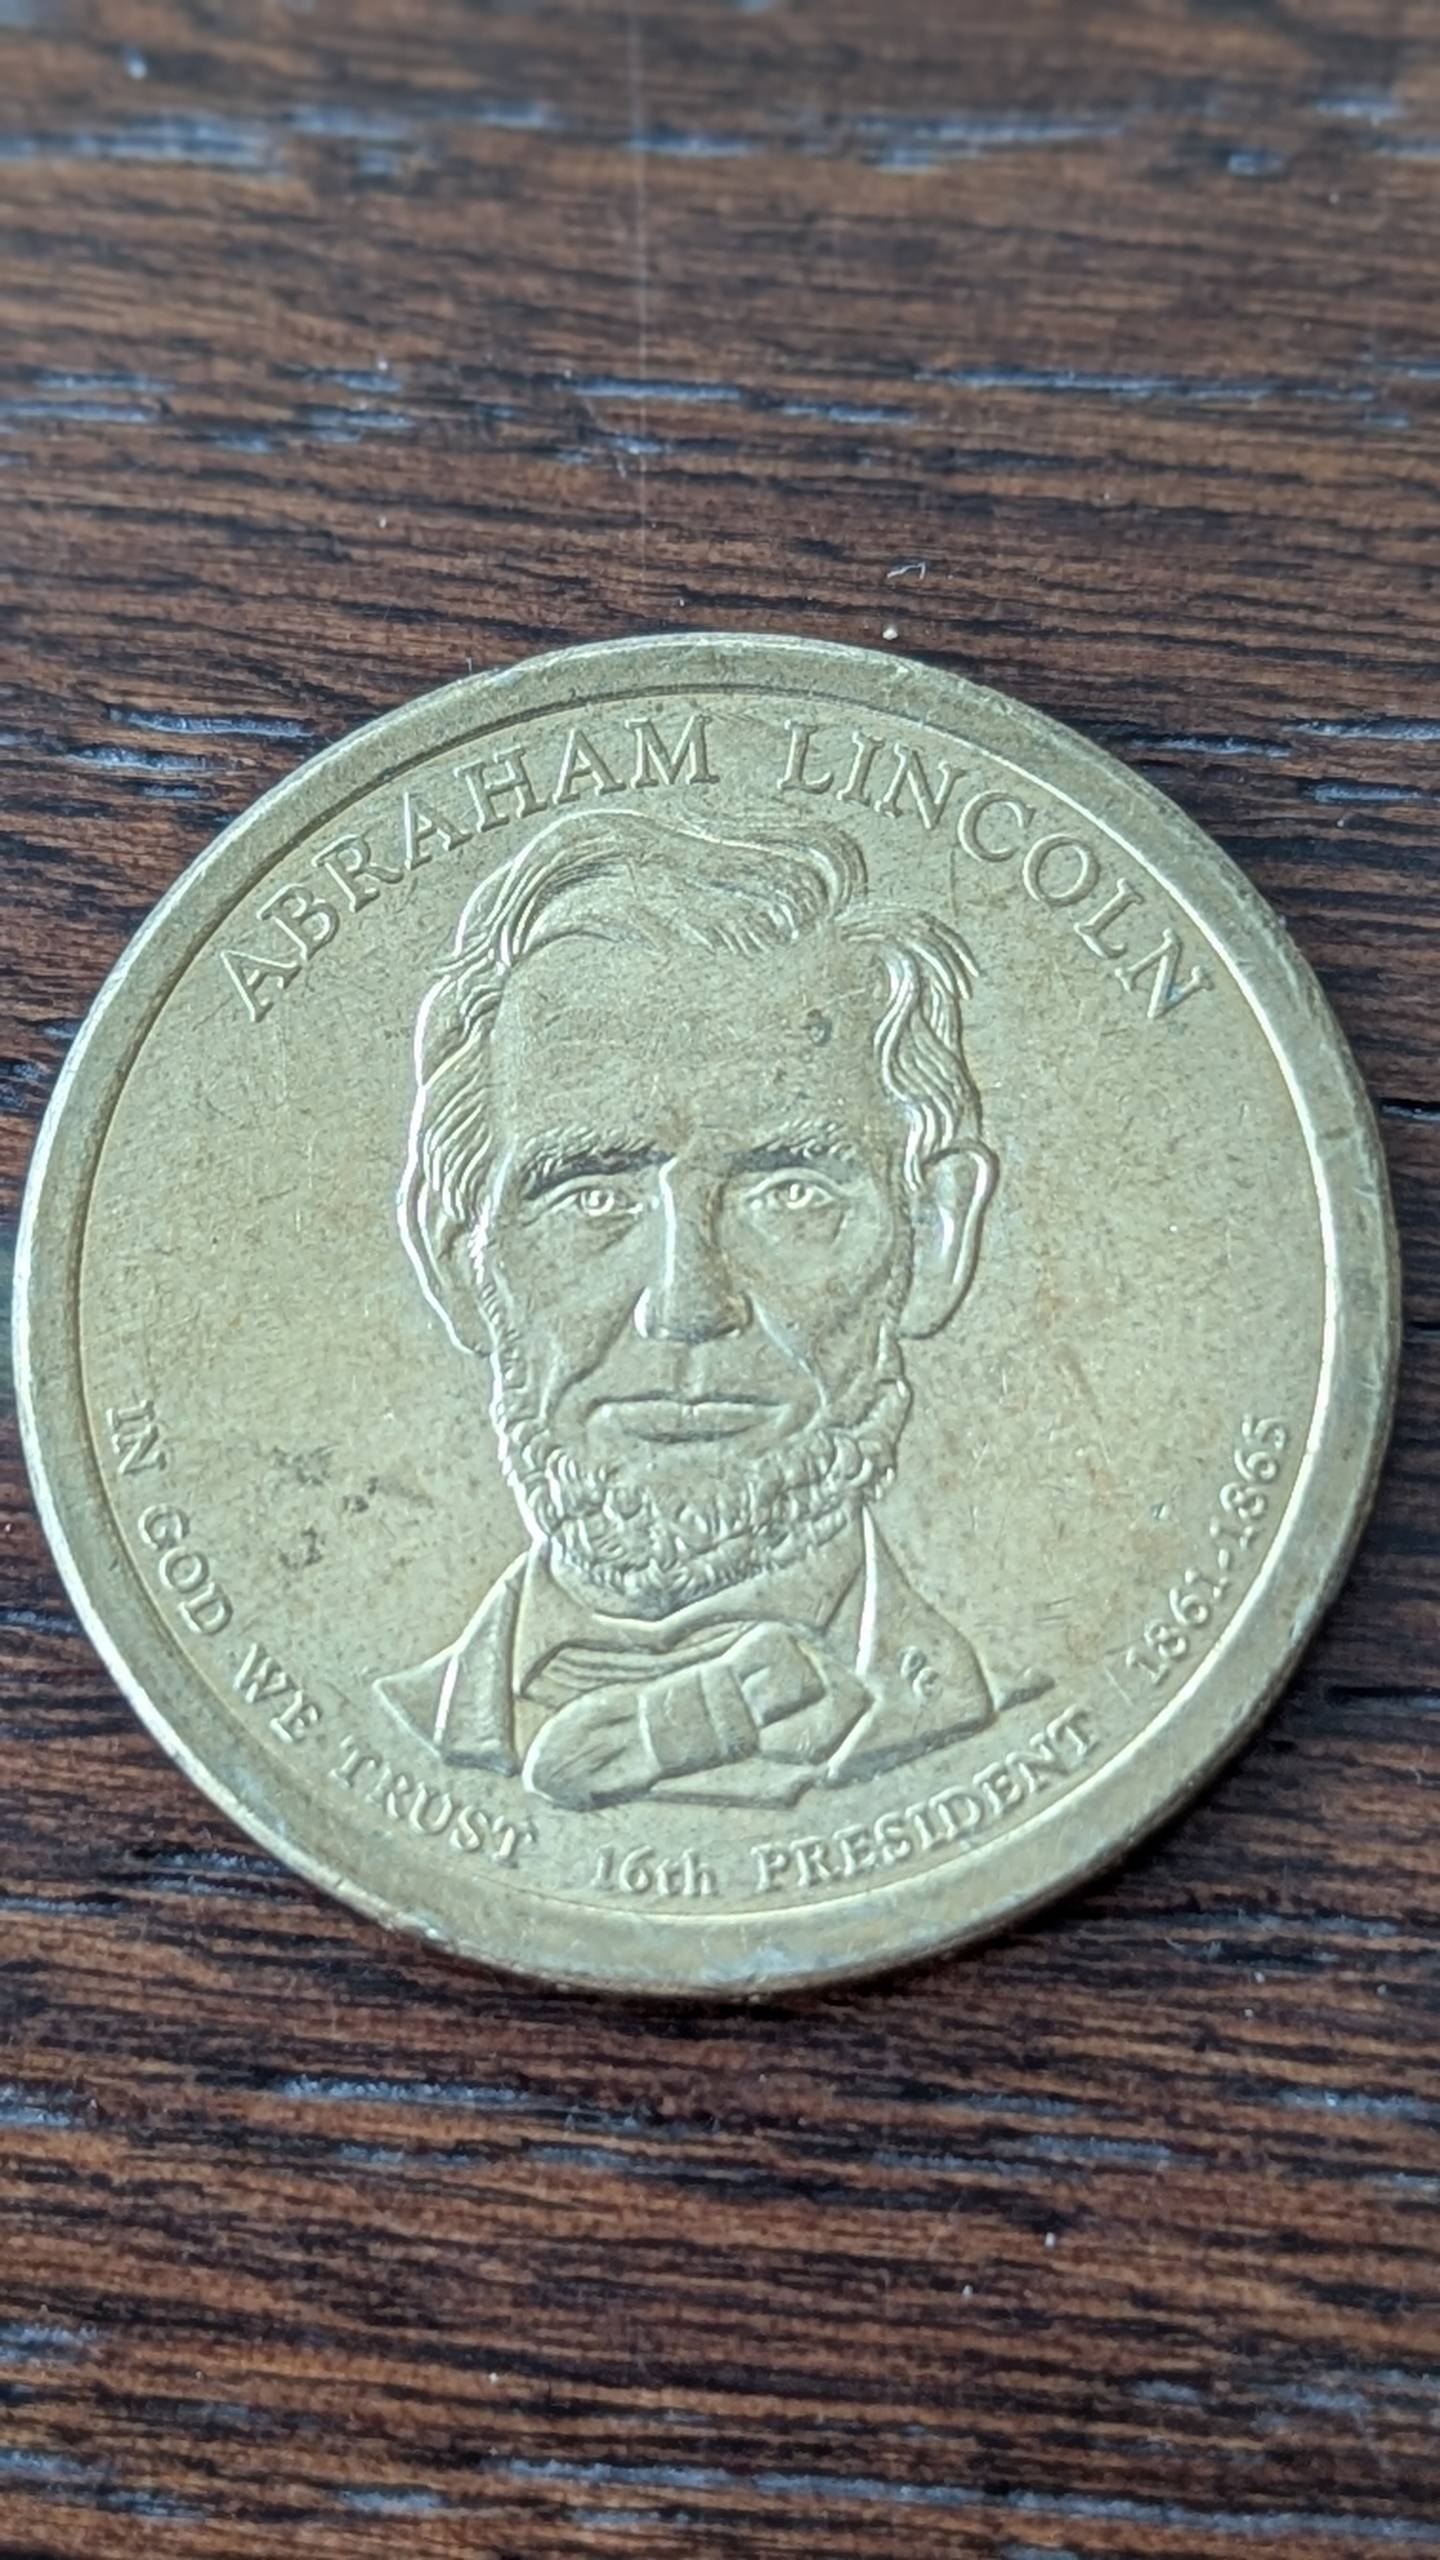 ABRAHAM LINCOLN
IN GOD WE TRUST
16th PRESIDENT
1861-1865